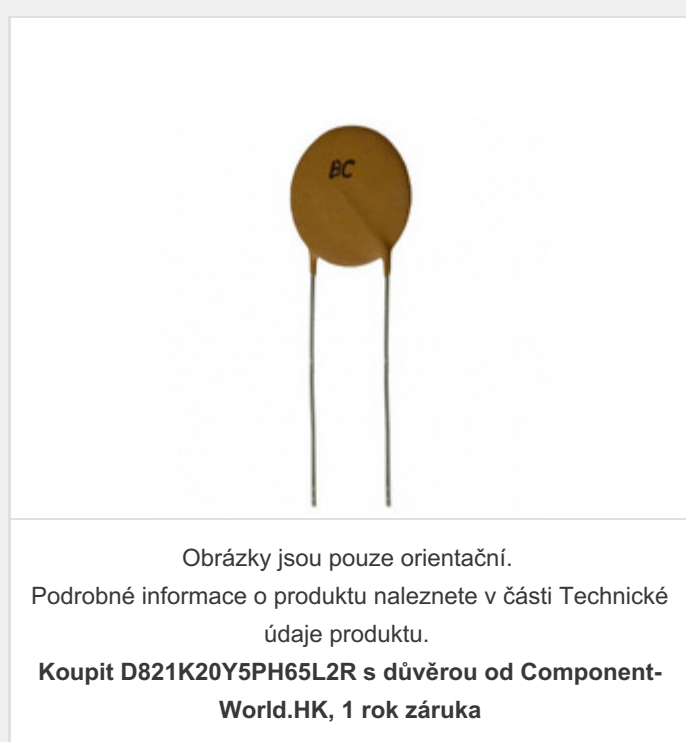 BC
Obrázky jsou pouze orientační.
Podrobné informace o produktu naleznete v části Technické
údaje produktu.
Koupit D821K20Y5PH65L2R s důvěrou od Component-
World.HK, 1 rok záruka